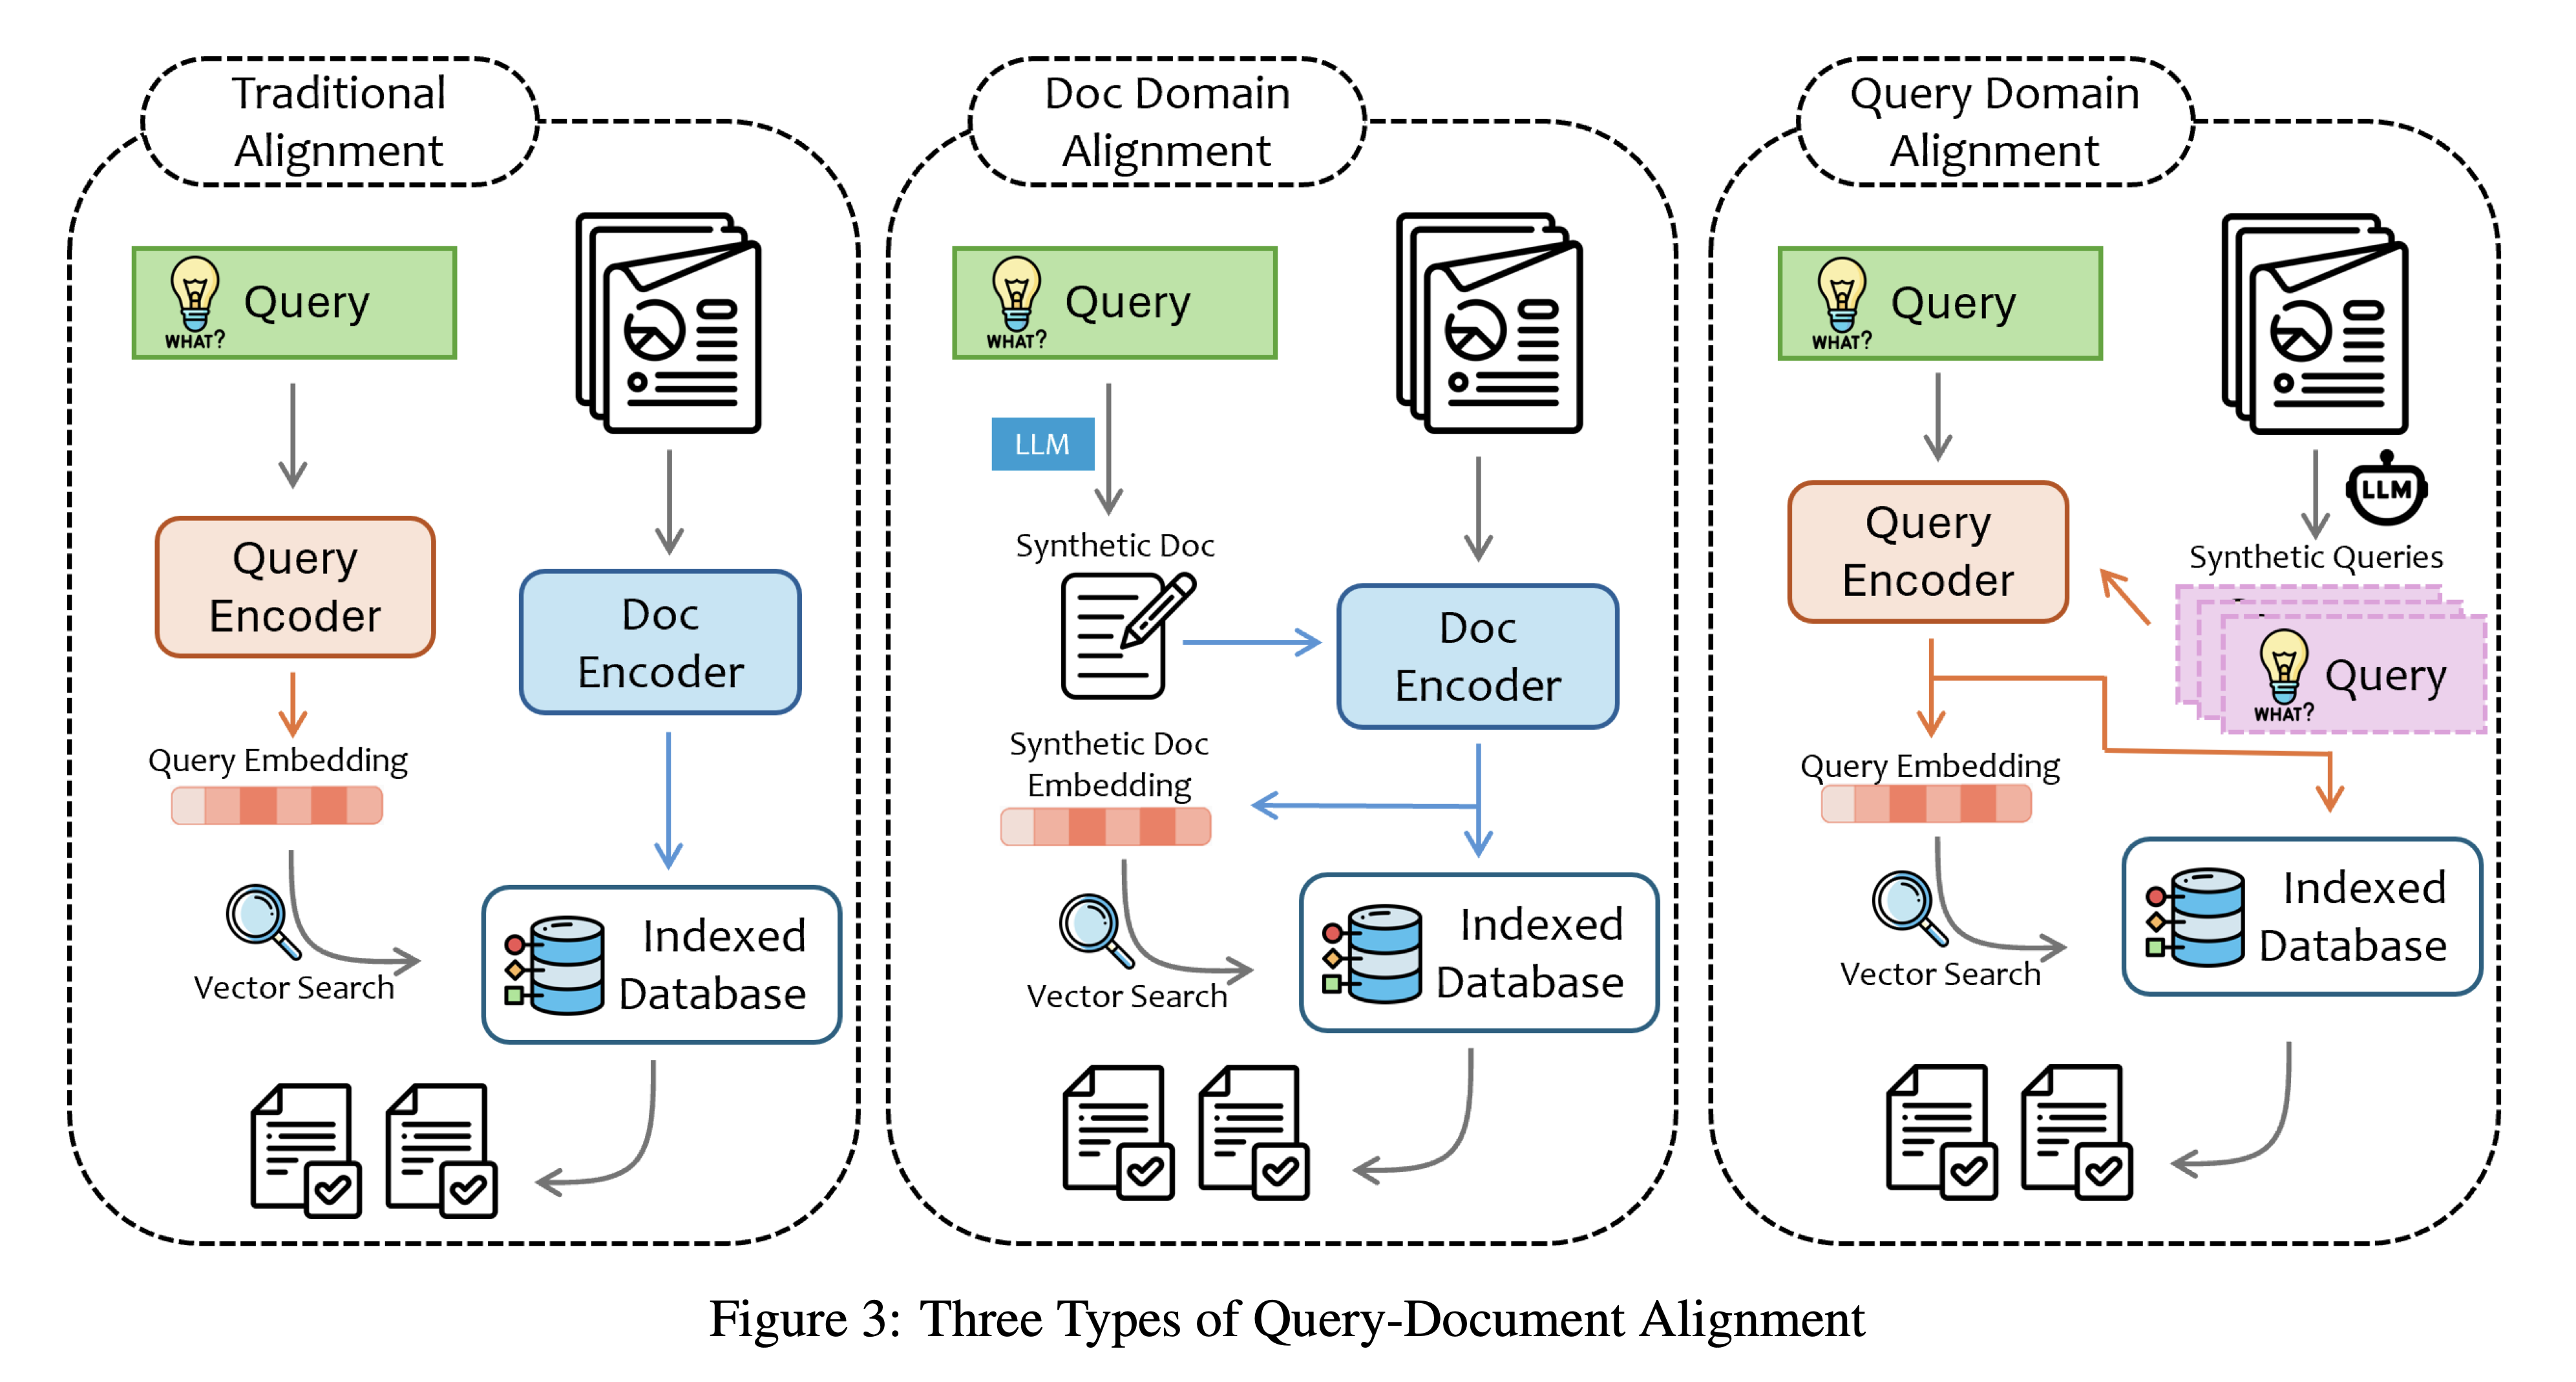 Traditional
Alignment
WHAT?
Query
Query
Encoder
Doc
Encoder
Query Embedding
Vector Search
Indexed
Database
Doc Domain
Alignment
WHAT?
Query
LLM
Synthetic Doc
Doc
Encoder
Synthetic Doc
Embedding
Vector Search
Indexed
Database
Query Domain
Alignment
WHAT?
Query
LLM
Query
Encoder
Synthetic Queries
WHAT?
Query
Query Embedding
Vector Search
Indexed
Database
Figure 3: Three Types of Query-Document Alignment